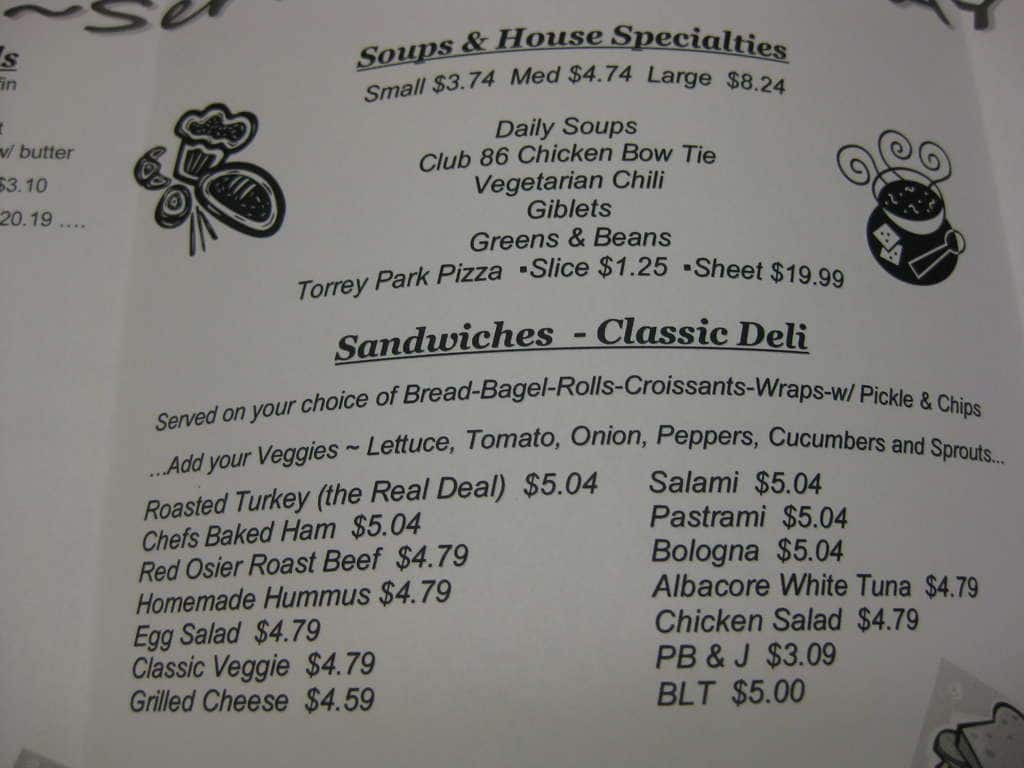 Soups & House Specialties
Small $3.74 Med $4.74 Large $8.24
Daily Soups
Club 86 Chicken Bow Tie
Vegetarian Chili
Giblets
Greens & Beans
Torrey Park Pizza ▪Slice $1.25 ▪Sheet $19.99
w/ butter
$3.10
20.19 ....
Sandwiches - Classic Deli
Served on your choice of Bread-Bagel-Rolls-Croissants-Wraps-w/ Pickle & Chips
...Add your Veggies ~ Lettuce, Tomato, Onion, Peppers, Cucumbers and Sprouts...
Roasted Turkey (the Real Deal) $5.04
Chefs Baked Ham $5.04
Red Osier Roast Beef $4.79
Homemade Hummus $4.79
Egg Salad $4.79
Classic Veggie $4.79
Grilled Cheese $4.59
Salami $5.04
Pastrami $5.04
Bologna $5.04
Albacore White Tuna $4.79
Chicken Salad $4.79
PB & J $3.09
BLT $5.00